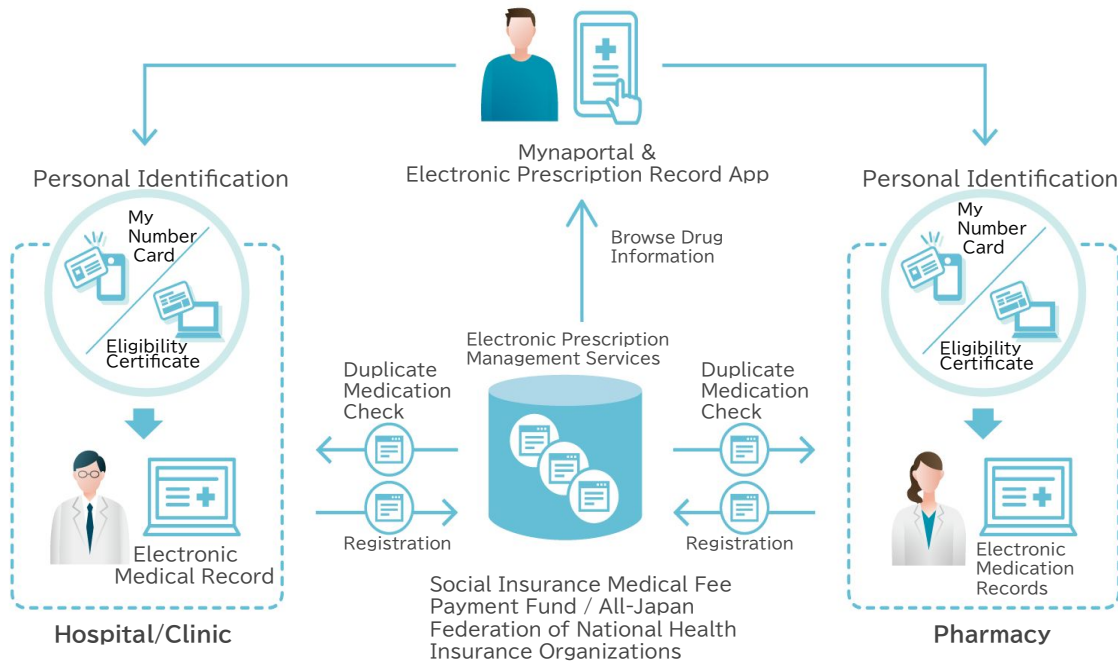 Mynaportal &
Electronic Prescription Record App
Personal Identification
My
Number
Card
Eligibility
Certificate
Electronic
Medical Record
Hospital/Clinic
Browse Drug
Information
Electronic Prescription
Management Services
Duplicate
Medication
Check
Registration
Duplicate
Medication
Check
Registration
Social Insurance Medical Fee
Payment Fund / All-Japan
Federation of National Health
Insurance Organizations
Personal Identification
My
Number
Card
Eligibility
Certificate
Electronic
Medication
Records
Pharmacy